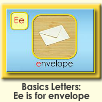 Ee
envelope
Basics Letters:
Ee is for envelope